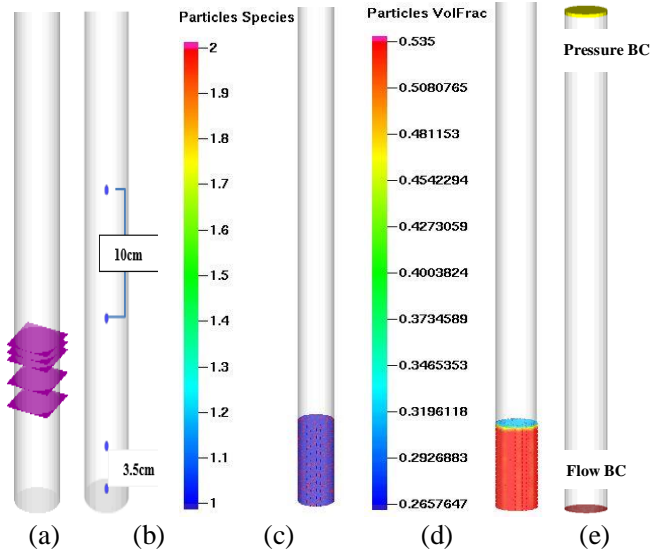 Particles Species
2
1.9
1.8
1.7
1.6
1.5
1.4
1.3
1.2
1.1
1
Particles VolFrac
0.535
0.5080765
0.481153
0.4542294
0.4273059
0.4003824
0.3734589
0.3465353
0.3196118
0.2926883
0.2657647
10cm
3.5cm
Pressure BC
Flow BC
(a)
(b)
(c)
(d)
(e)